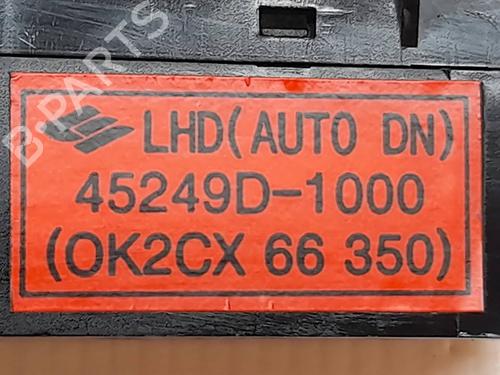 B-PARTS
LHD(AUTO DN)
45249D-1000
(OK2CX 66 350)